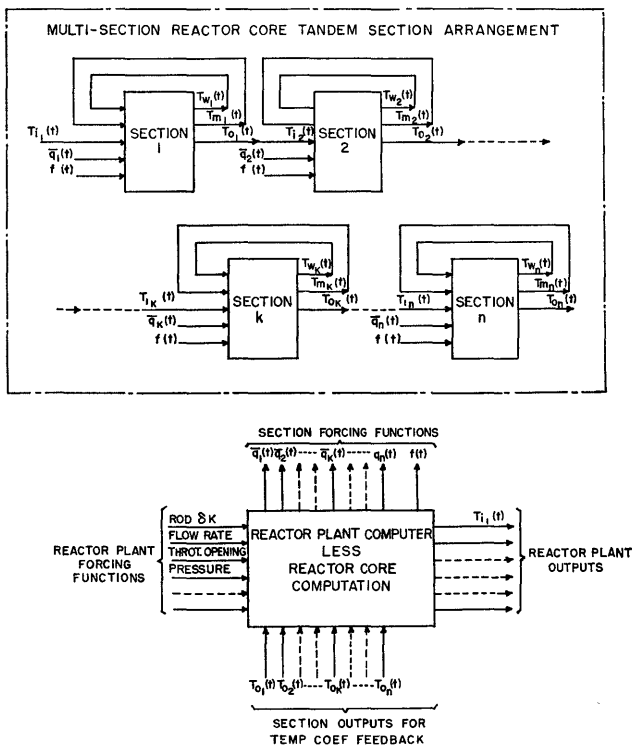 MULTI-SECTION REACTOR CORE TANDEM SECTION ARRANGEMENT
Tw1(t)
Tm1(t)
To1(t)
Ti1(t)
q̄1(t)
f(t)
SECTION
1
Tw2(t)
Tm2(t)
To2(t)
Ti2(t)
q̄2(t)
f(t)
SECTION
2
TwK(t)
TmK(t)
ToK(t)
TiK(t)
q̄K(t)
f(t)
SECTION
k
Twn(t)
Tmn(t)
Ton(t)
Tin(t)
q̄n(t)
f(t)
SECTION
n
SECTION FORCING FUNCTIONS
q̄1(t) q̄2(t) ---- q̄K(t) ---- qn(t) f(t)
ROD δK
FLOW RATE
THROT. OPENING
PRESSURE
REACTOR PLANT
FORCING
FUNCTIONS
REACTOR PLANT COMPUTER
LESS
REACTOR CORE
COMPUTATION
Ti1(t)
REACTOR PLANT
OUTPUTS
To1(t) To2(t) ---- ToK(t) ---- Ton(t)
SECTION OUTPUTS FOR
TEMP COEF FEEDBACK